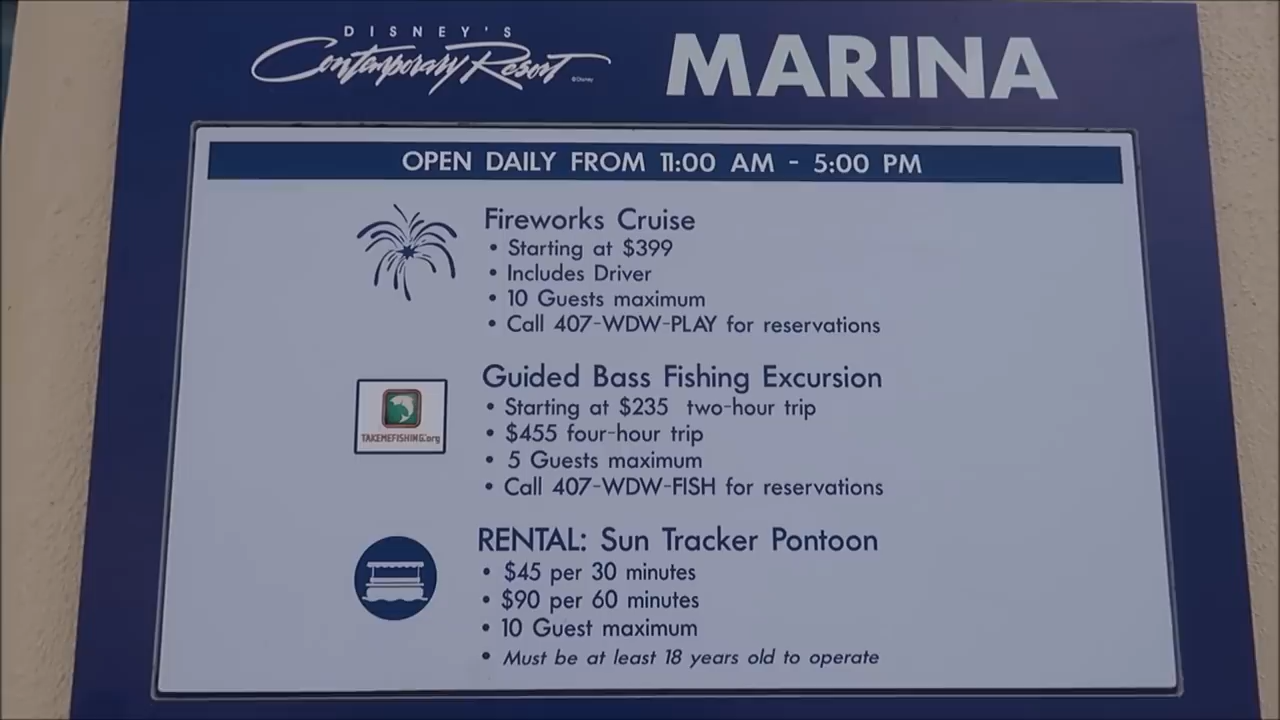 DISNEY'S
Contemporary Resort
©Disney
MARINA
OPEN DAILY FROM 11:00 AM - 5:00 PM
Fireworks Cruise
• Starting at $399
• Includes Driver
• 10 Guests maximum
• Call 407-WDW-PLAY for reservations
TAKEMEFISHING.org
Guided Bass Fishing Excursion
• Starting at $235 two-hour trip
• $455 four-hour trip
• 5 Guests maximum
• Call 407-WDW-FISH for reservations
RENTAL: Sun Tracker Pontoon
• $45 per 30 minutes
• $90 per 60 minutes
• 10 Guest maximum
• Must be at least 18 years old to operate